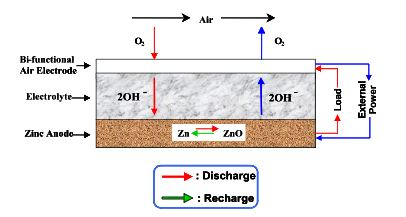 Air
O₂
O₂
Bi-functional
Air Electrode
Electrolyte
2OH⁻
2OH⁻
Zinc Anode
Zn
ZnO
Load
External
Power
: Discharge
: Recharge